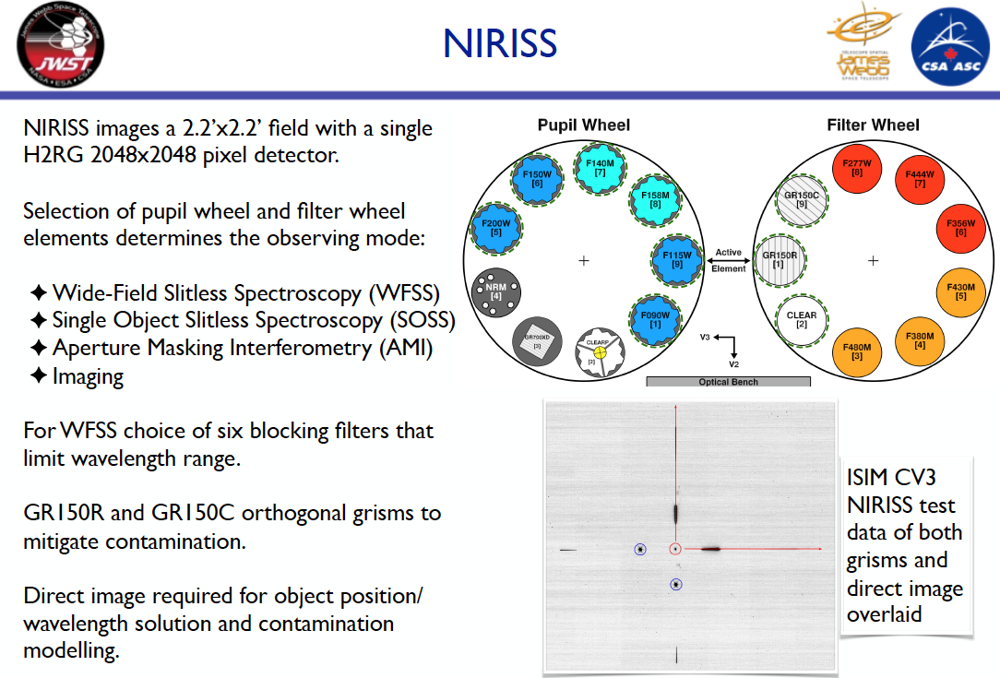 NIRISS
James Webb Space Telescope
JWST
NASA • ESA • CSA
TELESCOPE SPATIAL
James
Webb
SPACE TELESCOPE
CSA ASC
NIRISS images a 2.2’x2.2’ field with a single
H2RG 2048x2048 pixel detector.
Selection of pupil wheel and filter wheel
elements determines the observing mode:
✦ Wide-Field Slitless Spectroscopy (WFSS)
✦ Single Object Slitless Spectroscopy (SOSS)
✦ Aperture Masking Interferometry (AMI)
✦ Imaging
For WFSS choice of six blocking filters that
limit wavelength range.
GR150R and GR150C orthogonal grisms to
mitigate contamination.
Direct image required for object position/
wavelength solution and contamination
modelling.
Pupil Wheel
F140M
[7]
F150W
[6]
F158M
[8]
F200W
[5]
F115W
[9]
NRM
[4]
F090W
[1]
GR700XD
[3]
CLEARP
[2]
Active
Element
V3
V2
Optical Bench
Filter Wheel
F277W
[8]
F444W
[7]
GR150C
[9]
F356W
[6]
GR150R
[1]
F430M
[5]
CLEAR
[2]
F380M
[4]
F480M
[3]
ISIM CV3
NIRISS test
data of both
grisms and
direct image
overlaid